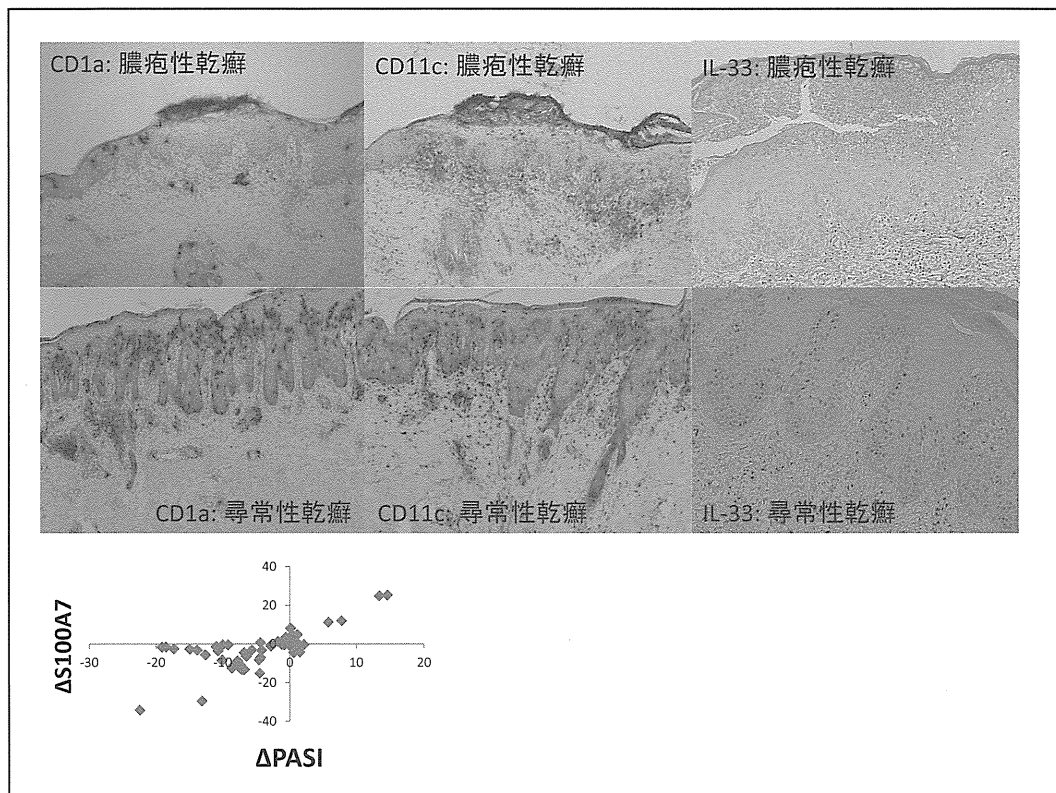 CD1a: 膿疱性乾癬
CD11c: 膿疱性乾癬
IL-33: 膿疱性乾癬
CD1a: 尋常性乾癬
CD11c: 尋常性乾癬
IL-33: 尋常性乾癬
40
20
0
-20
-40
-30
-20
-10
0
10
20
ΔS100A7
ΔPASI